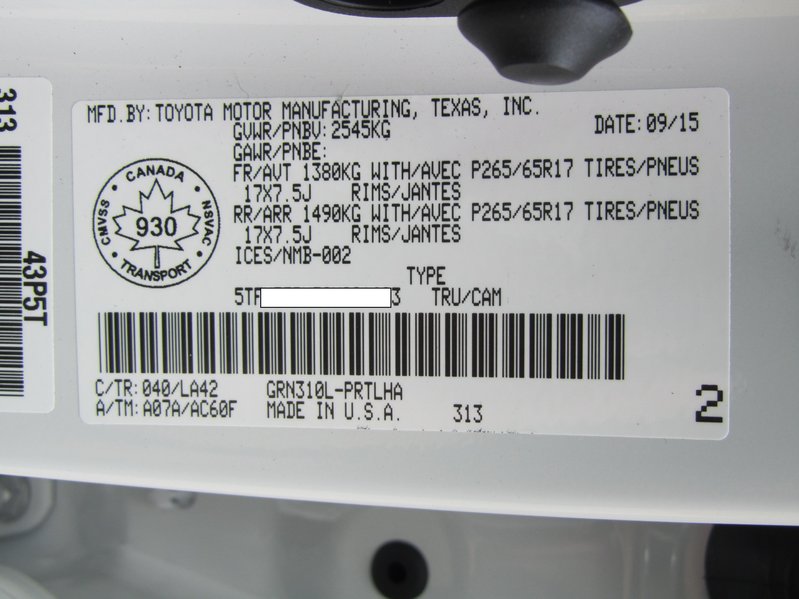 MFD.BY: TOYOTA MOTOR MANUFACTURING, TEXAS, INC.
GVWR/PNBV: 2545KG DATE: 09/15
GAWR/PNBE:
FR/AVT 1380KG WITH/AVEC P265/65R17 TIRES/PNEUS
17X7.5J RIMS/JANTES
RR/ARR 1490KG WITH/AVEC P265/65R17 TIRES/PNEUS
17X7.5J RIMS/JANTES
ICES/NMB-002
TYPE
5TF 3 TRU/CAM
C/TR: 040/LA42 GRN310L-PRTLHA
A/TM: A07A/AC60F MADE IN U.S.A. 313
2
CANADA
CMVSS
930
NSVAC
TRANSPORT
313
43P5T